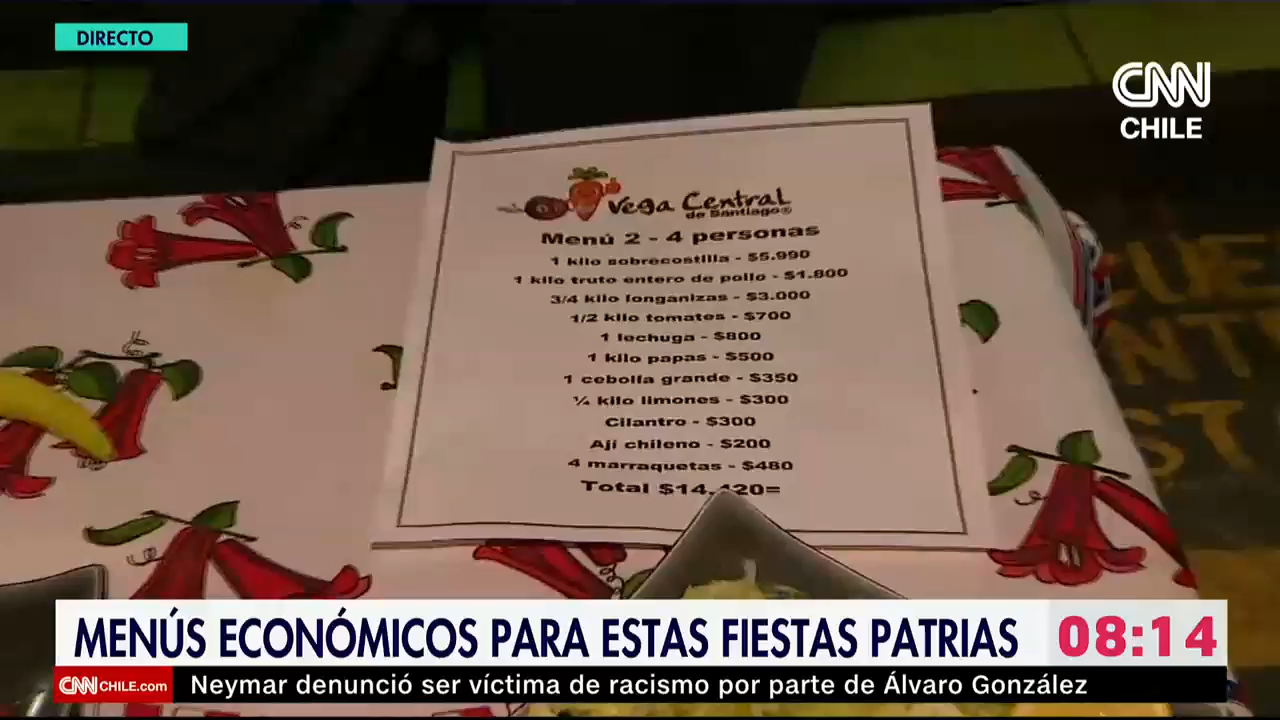 DIRECTO
CNN
CHILE
Vega Central
de Santiago®
Menú 2 - 4 personas
1 kilo sobrecostilla - $5.990
1 kilo truto entero de pollo - $1.800
3/4 kilo longanizas - $3.000
1/2 kilo tomates - $700
1 lechuga - $800
1 kilo papas - $500
1 cebolla grande - $350
¼ kilo limones - $300
Cilantro - $300
Ají chileno - $200
4 marraquetas - $480
Total $14.420=
MENÚS ECONÓMICOS PARA ESTAS FIESTAS PATRIAS
08:14
CNNCHILE.com
Neymar denunció ser víctima de racismo por parte de Álvaro González